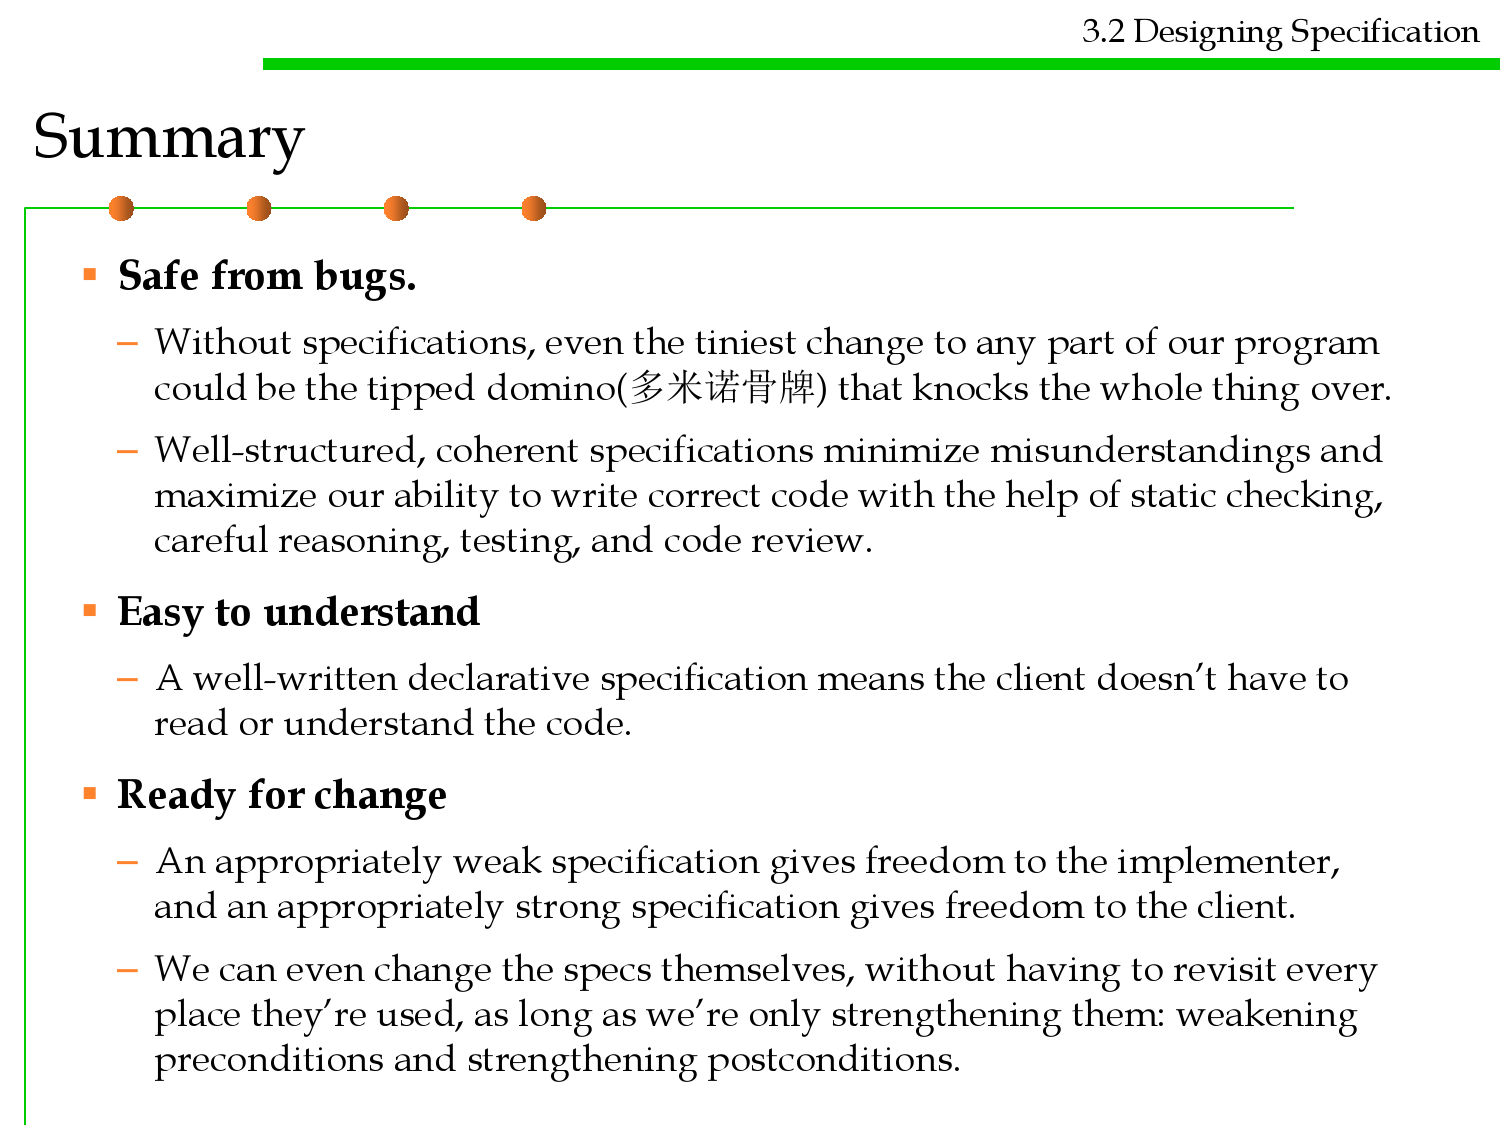 3.2 Designing Specification
Summary
▪ Safe from bugs.
– Without specifications, even the tiniest change to any part of our program
could be the tipped domino(多米诺骨牌) that knocks the whole thing over.
– Well-structured, coherent specifications minimize misunderstandings and
maximize our ability to write correct code with the help of static checking,
careful reasoning, testing, and code review.
▪ Easy to understand
– A well-written declarative specification means the client doesn’t have to
read or understand the code.
▪ Ready for change
– An appropriately weak specification gives freedom to the implementer,
and an appropriately strong specification gives freedom to the client.
– We can even change the specs themselves, without having to revisit every
place they’re used, as long as we’re only strengthening them: weakening
preconditions and strengthening postconditions.